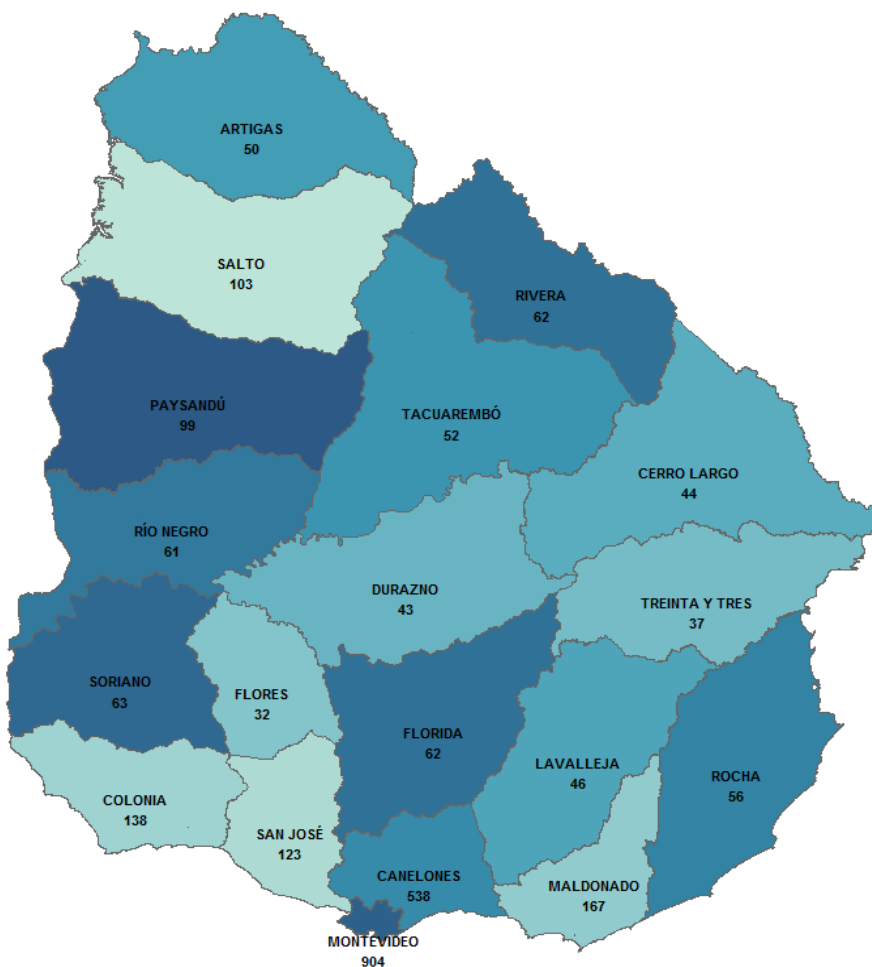 ARTIGAS
50
SALTO
103
RIVERA
62
PAYSANDÚ
99
TACUAREMBÓ
52
CERRO LARGO
44
RÍO NEGRO
61
DURAZNO
43
TREINTA Y TRES
37
SORIANO
63
FLORES
32
FLORIDA
62
LAVALLEJA
46
ROCHA
56
COLONIA
138
SAN JOSÉ
123
CANELONES
538
MALDONADO
167
MONTEVIDEO
904